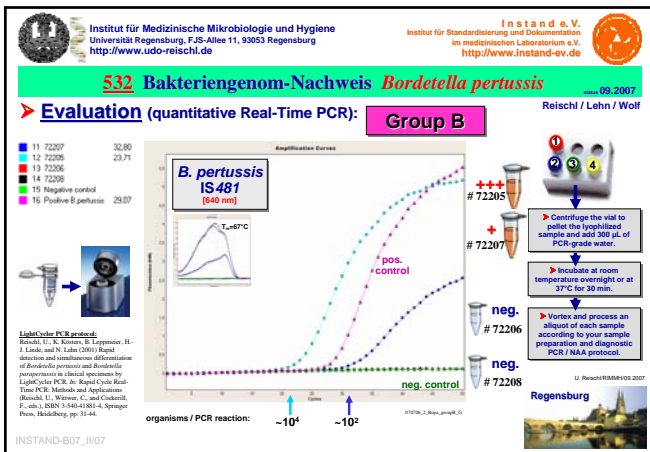 Institut für Medizinische Mikrobiologie und Hygiene
Universität Regensburg, FJS-Allee 11, 93053 Regensburg
http://www.udo-reischl.de
I n s t a n d e. V.
Institut für Standardisierung und Dokumentation
im medizinischen Laboratorium e.V.
http://www.instand-ev.de
532 Bakteriengenom-Nachweis Bordetella pertussis
09.2007
➤ Evaluation (quantitative Real-Time PCR):
Group B
Reischl / Lehn / Wolf
11 72207 32,80
12 72205 23,71
13 72206
14 72208
15 Negative control
16 Positive B.pertussis 29,07
Amplification Curves
B. pertussis
IS481
[640 nm]
Tm=67°C
pos.
control
neg. control
Cycles
organisms / PCR reaction: ~10⁴ ~10²
070706_2_Bopa_groupB_G
+++
# 72205
+
# 72207
neg.
# 72206
neg.
# 72208
1
2 3 4
➤ Centrifuge the vial to
pellet the lyophilized
sample and add 300 µL of
PCR-grade water.
➤ Incubate at room
temperature overnight or at
37°C for 30 min.
➤ Vortex and process an
aliquot of each sample
according to your sample
preparation and diagnostic
PCR / NAA protocol.
U. Reischl/RIMMH/09.2007
Regensburg
LightCycler PCR protocol:
Reischl, U., K. Kösters, B. Leppmeier, H.-
J. Linde, and N. Lehn (2001) Rapid
detection and simultaneous differentiation
of Bordetella pertussis and Bordetella
parapertussis in clinical specimens by
LightCycler PCR. In: Rapid Cycle Real-
Time PCR: Methods and Applications
(Reischl, U., Wittwer, C., and Cockerill,
F., eds.), ISBN 3-540-41881-4, Springer
Press, Heidelberg, pp. 31-44.
INSTAND-B07_II/07